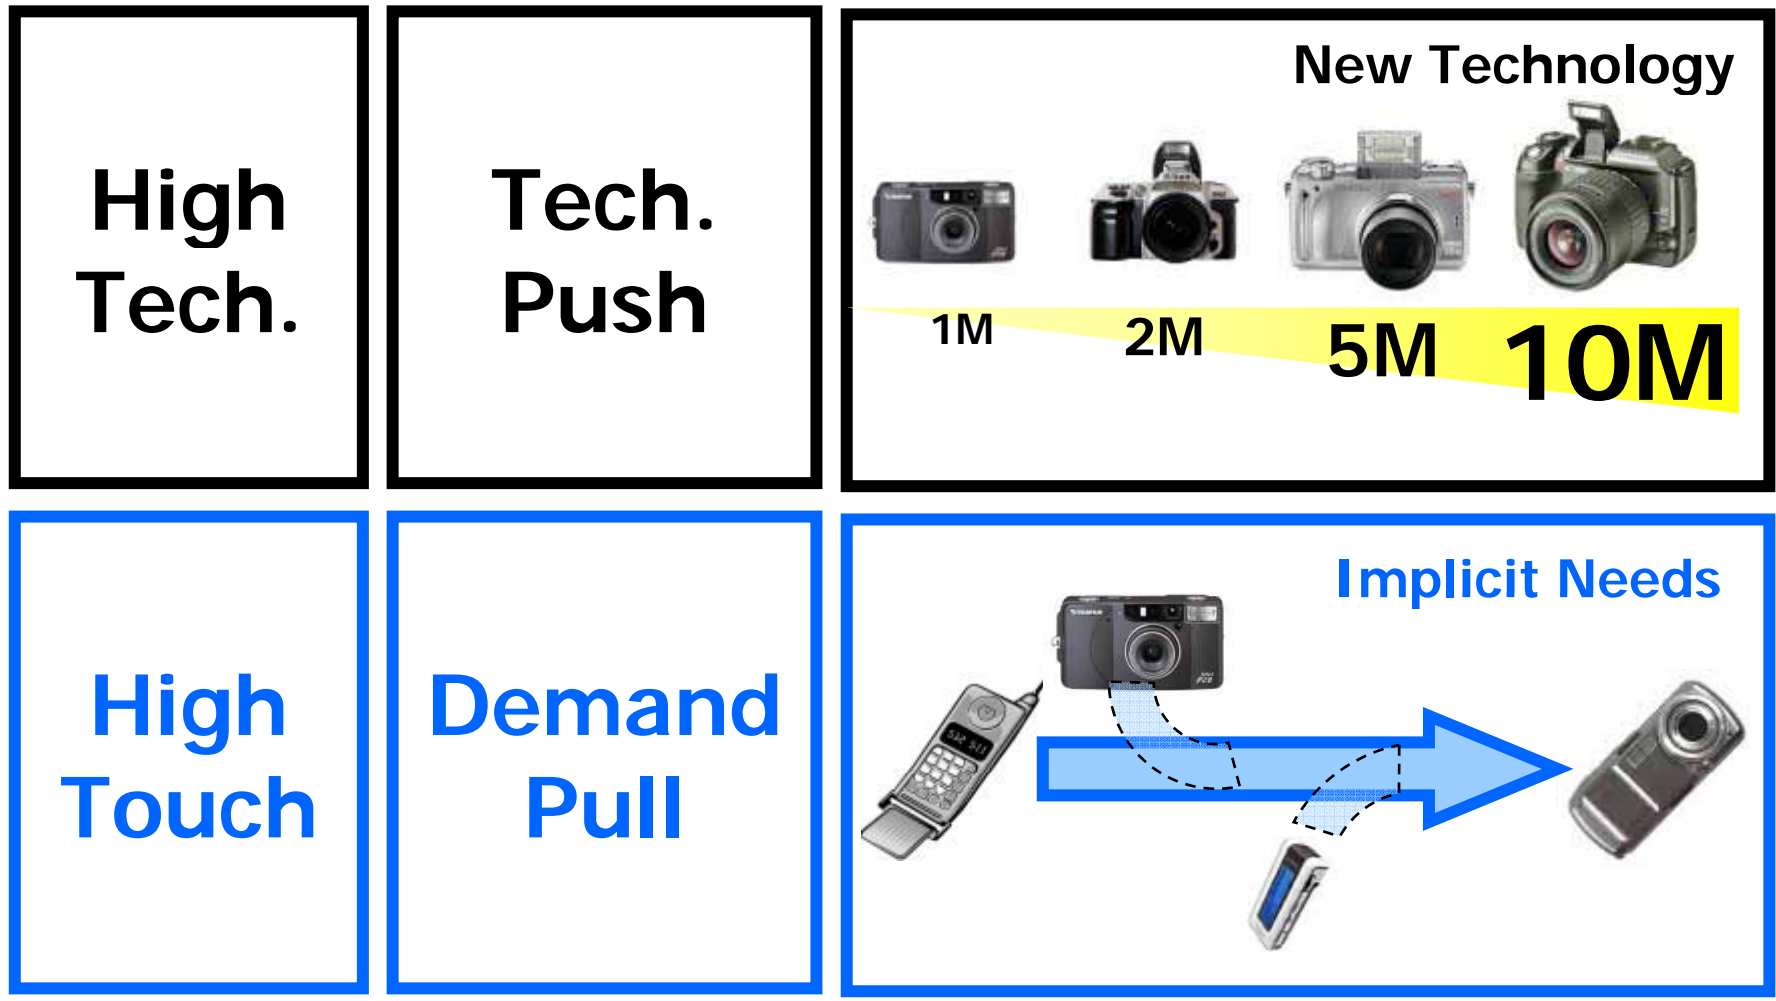 High
Tech.
Tech.
Push
New Technology
1M
2M
5M
10M
High
Touch
Demand
Pull
Implicit Needs